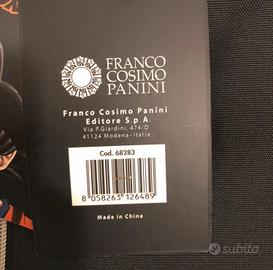 FRANCO
COSIMO
PANINI
Franco Cosimo Panini
Editore S.p.A.
Via P.Giardini, 474/D
41124 Modena-Italia
Cod. 68283
8 058263 126489
Made in China
subito